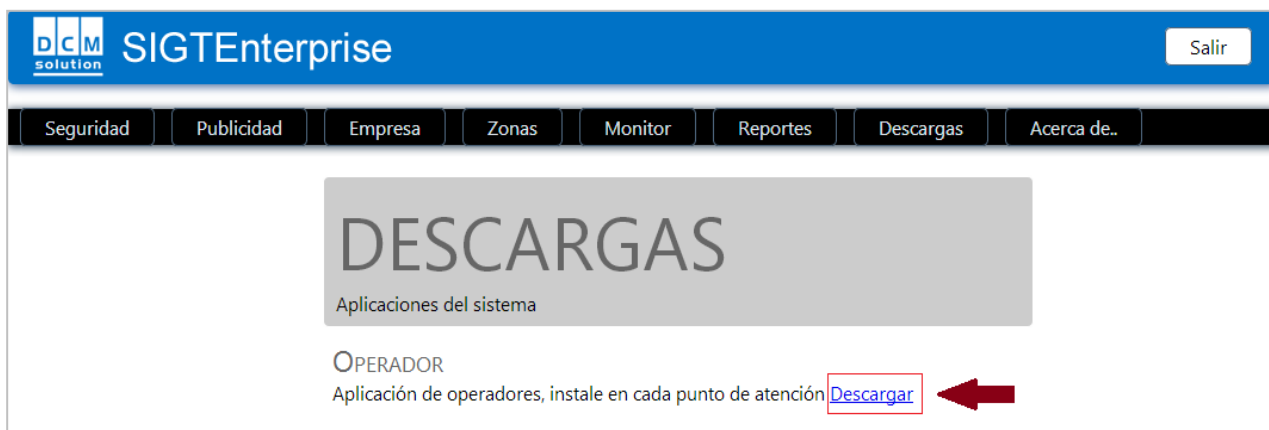 DCM
solution
SIGTEnterprise
Salir
Seguridad Publicidad Empresa Zonas Monitor Reportes Descargas Acerca de..
DESCARGAS
Aplicaciones del sistema
OPERADOR
Aplicación de operadores, instale en cada punto de atención Descargar